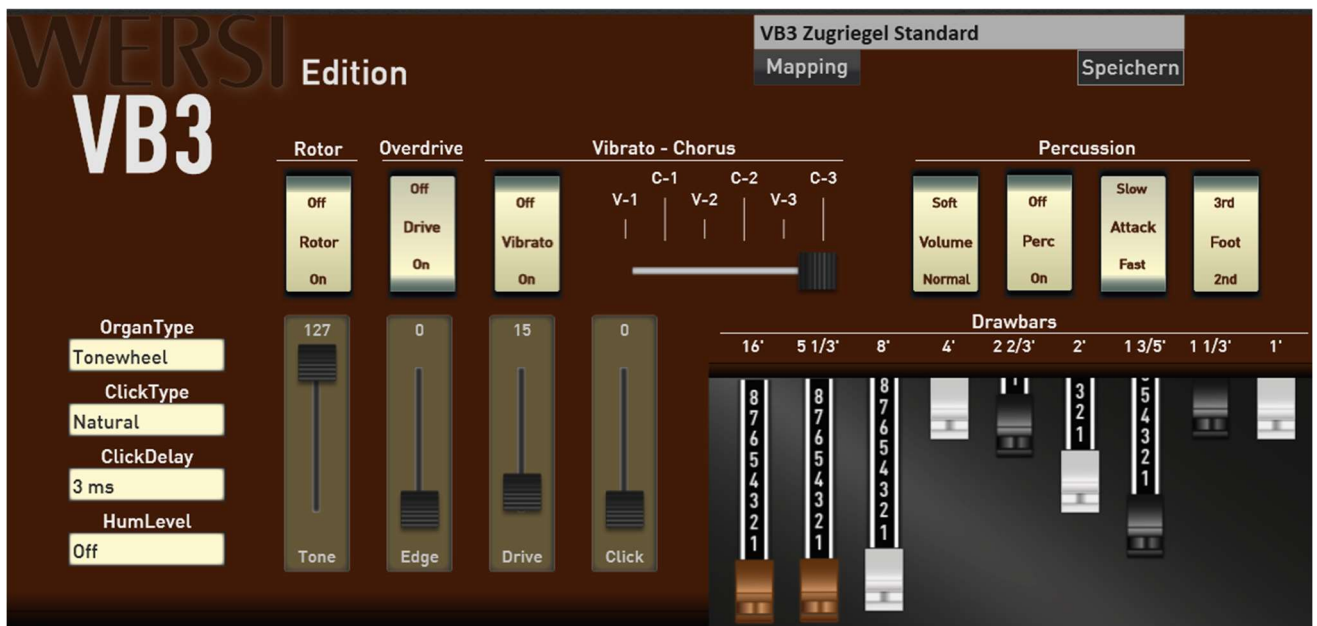 WERSI Edition
VB3
VB3 Zugriegel Standard
Mapping Speichern
Rotor Overdrive Vibrato - Chorus Percussion
V-1 C-1 V-2 C-2 V-3 C-3
Off Off Off Soft Off Slow 3rd
Rotor Drive Vibrato Volume Perc Attack Foot
On On On Normal On Fast 2nd
OrganType
Tonewheel
ClickType
Natural
ClickDelay
3 ms
HumLevel
Off
127 0 15 0
Tone Edge Drive Click
Drawbars
16' 5 1/3' 8' 4' 2 2/3' 2' 1 3/5' 1 1/3' 1'
8 8 8 1 3 5
7 7 7 2 4
6 6 6 1 3
5 5 5 2
4 4 4 1
3 3 3
2 2 2
1 1 1